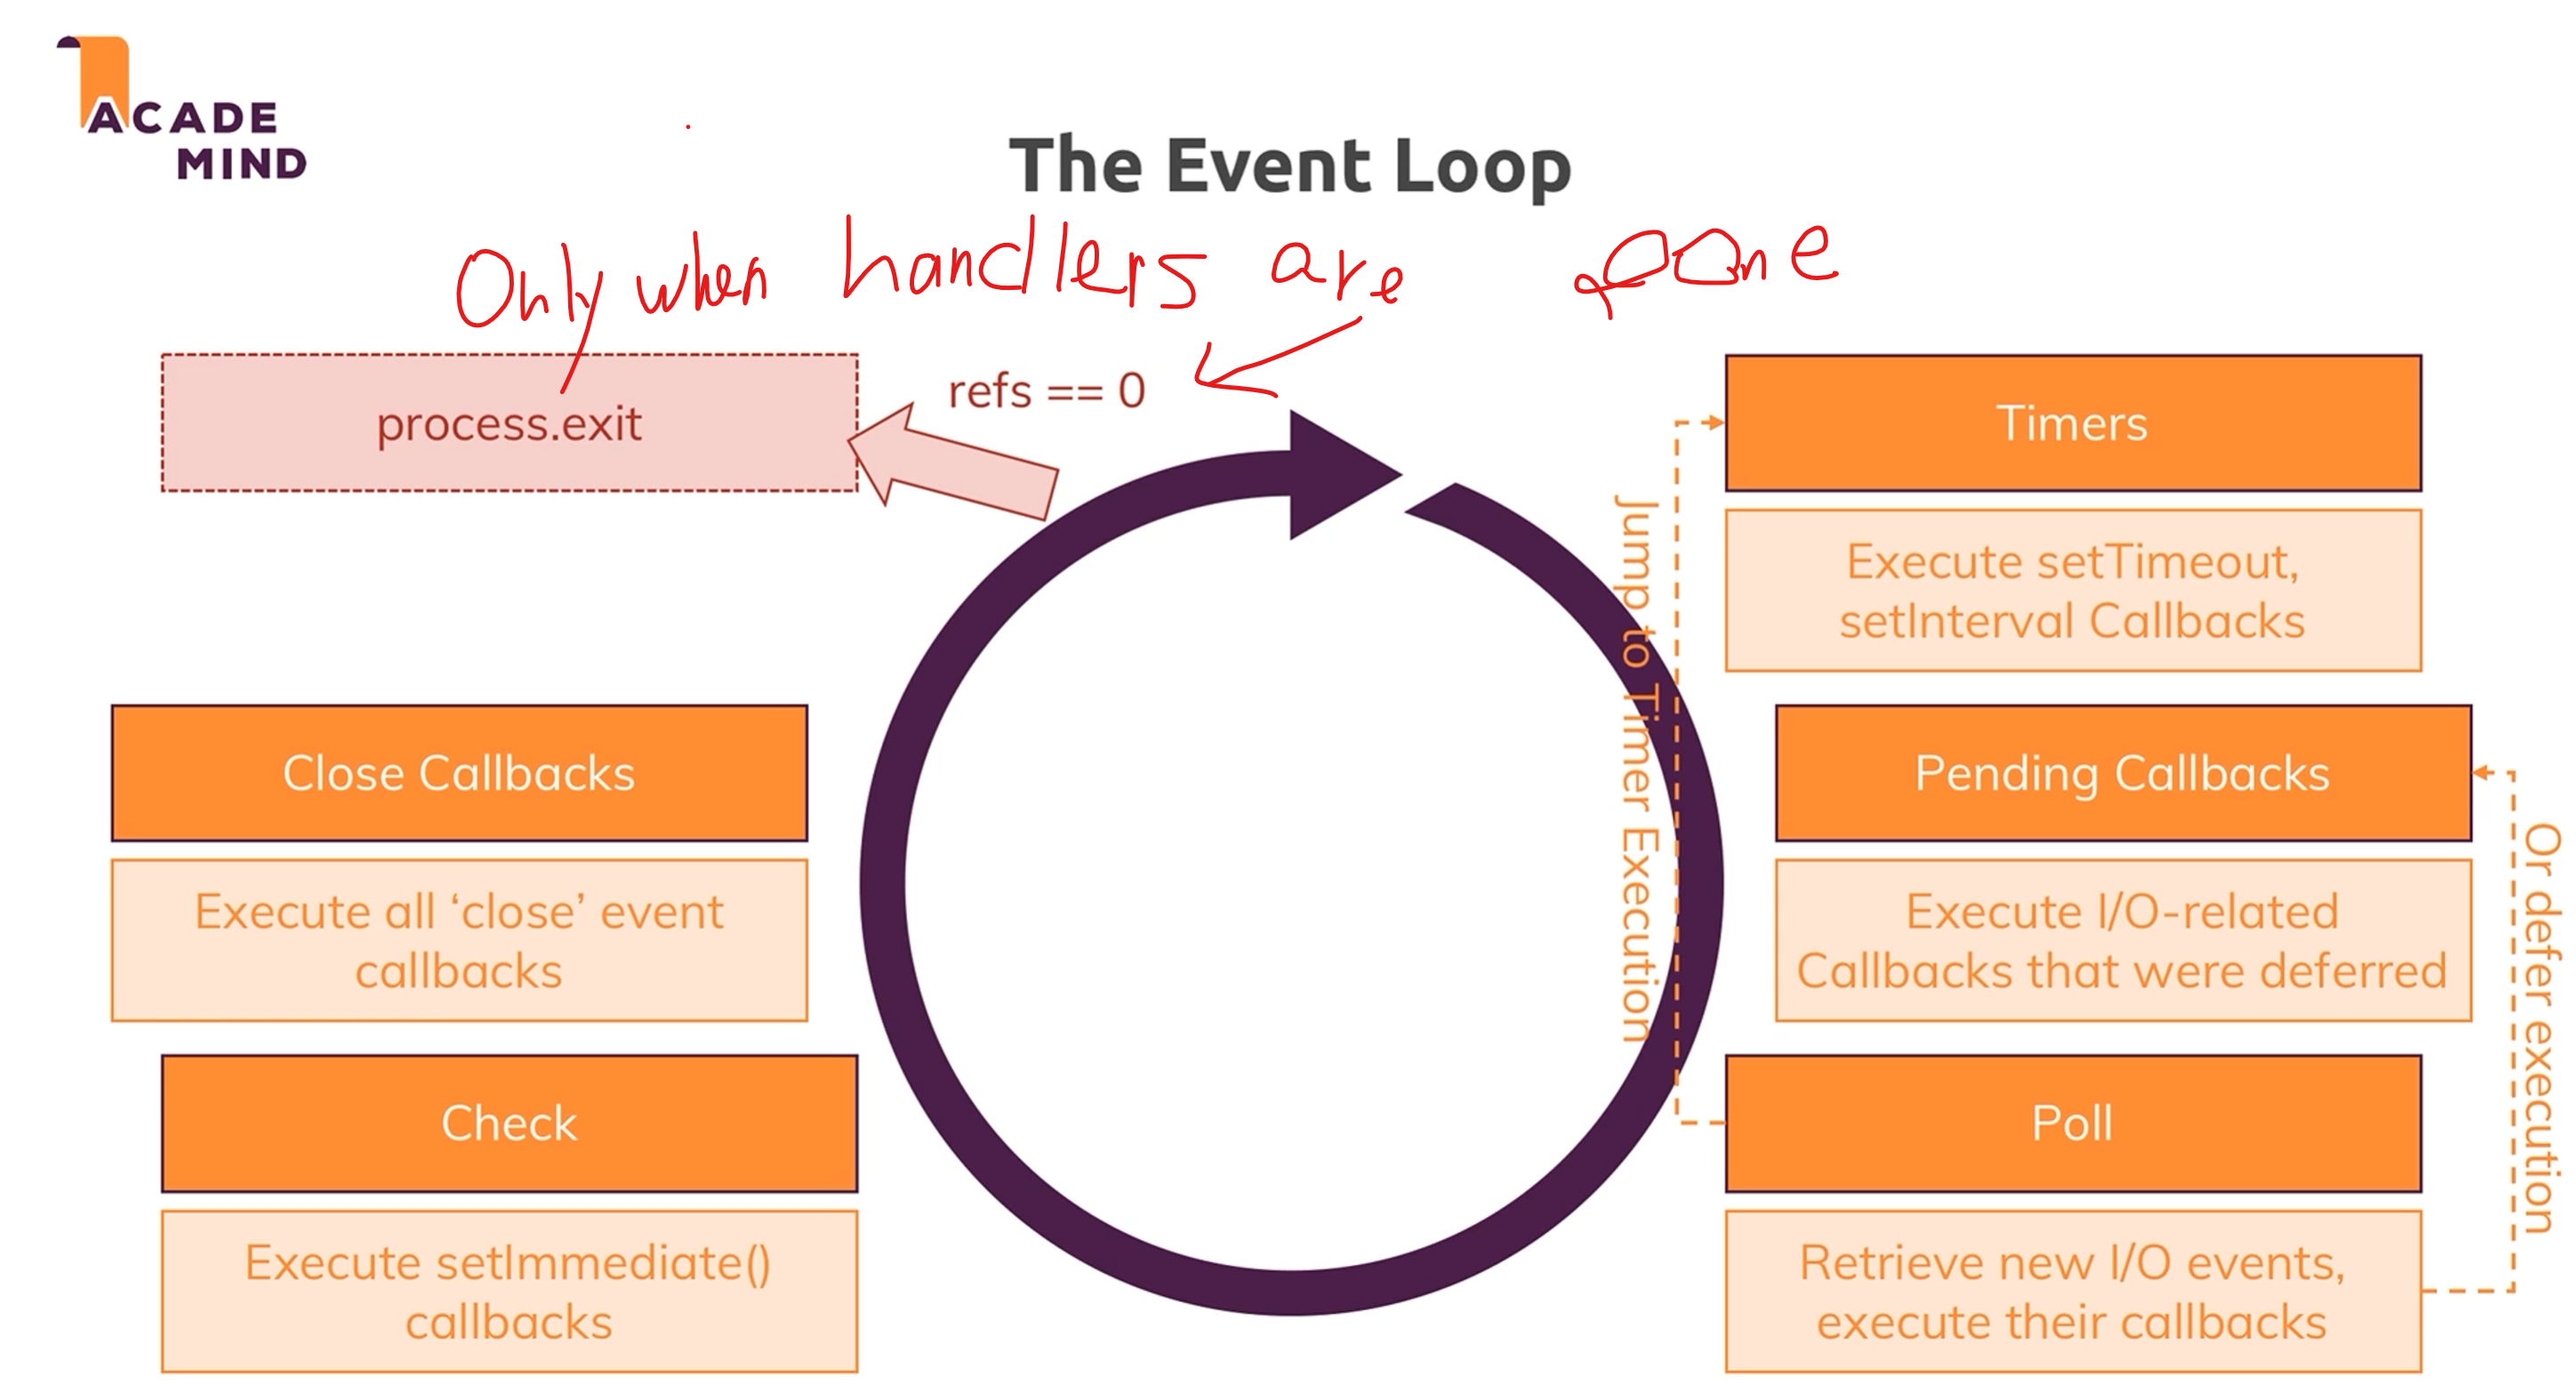 ACADE
MIND
The Event Loop
Only when handlers are
process.exit
refs == 0
Timers
Execute setTimeout,
setInterval Callbacks
Jump to Timer Execution
Pending Callbacks
Execute I/O-related
Callbacks that were deferred
Or defer execution
Poll
Retrieve new I/O events,
execute their callbacks
Check
Execute setImmediate()
callbacks
Close Callbacks
Execute all ‘close’ event
callbacks